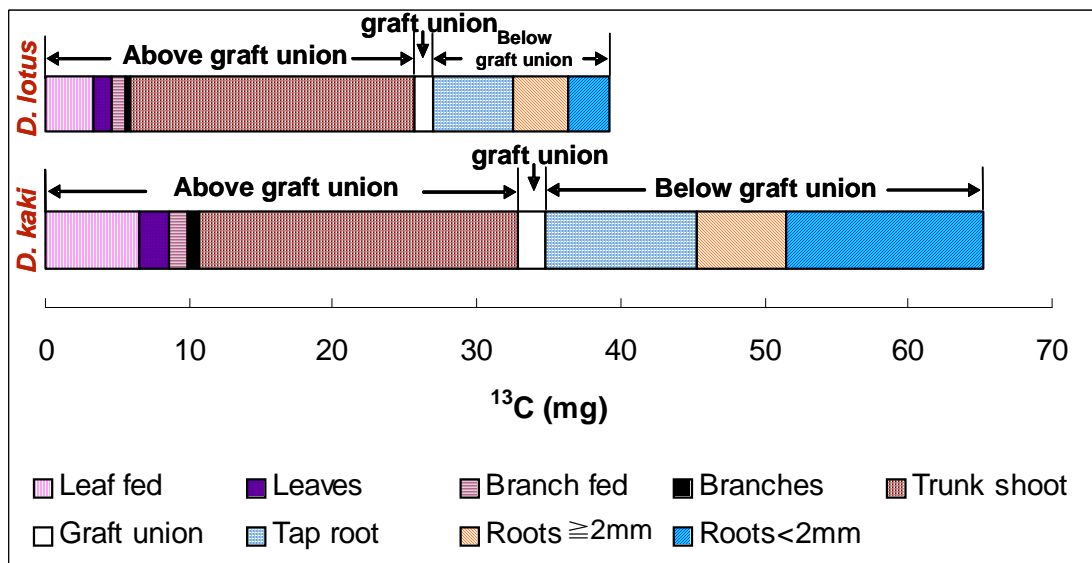 graft union
Above graft union
Below
graft union
D. lotus
graft union
Above graft union
Below graft union
D. kaki
0 10 20 30 40 50 60 70
¹³C (mg)
Leaf fed Leaves Branch fed Branches Trunk shoot
Graft union Tap root Roots≧2mm Roots<2mm